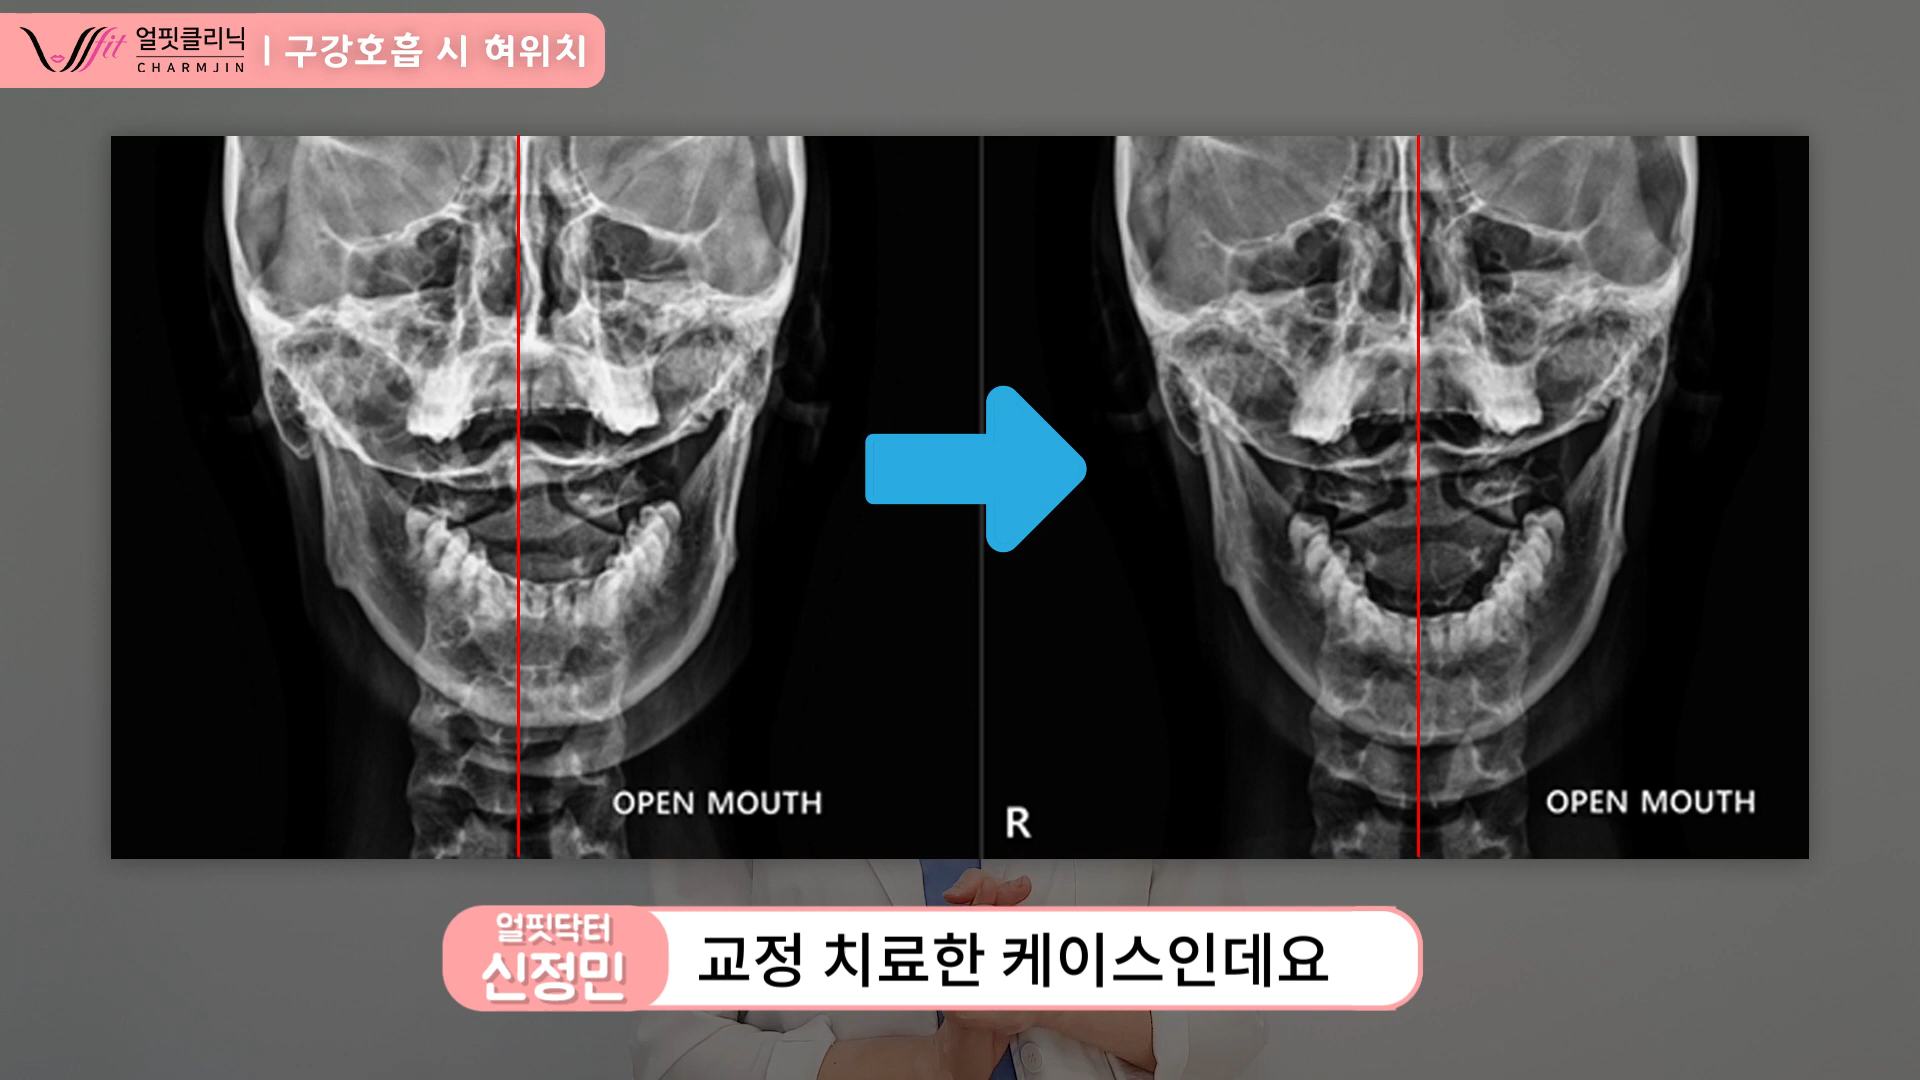 fit 얼핏클리닉
CHARMJIN
| 구강호흡 시 혀위치
OPEN MOUTH
R
OPEN MOUTH
얼핏닥터
신정민
교정 치료한 케이스인데요